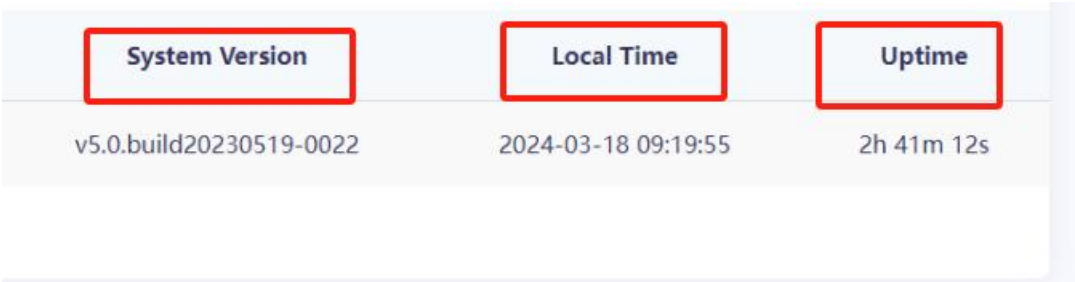 System Version Local Time Uptime
v5.0.build20230519-0022 2024-03-18 09:19:55 2h 41m 12s